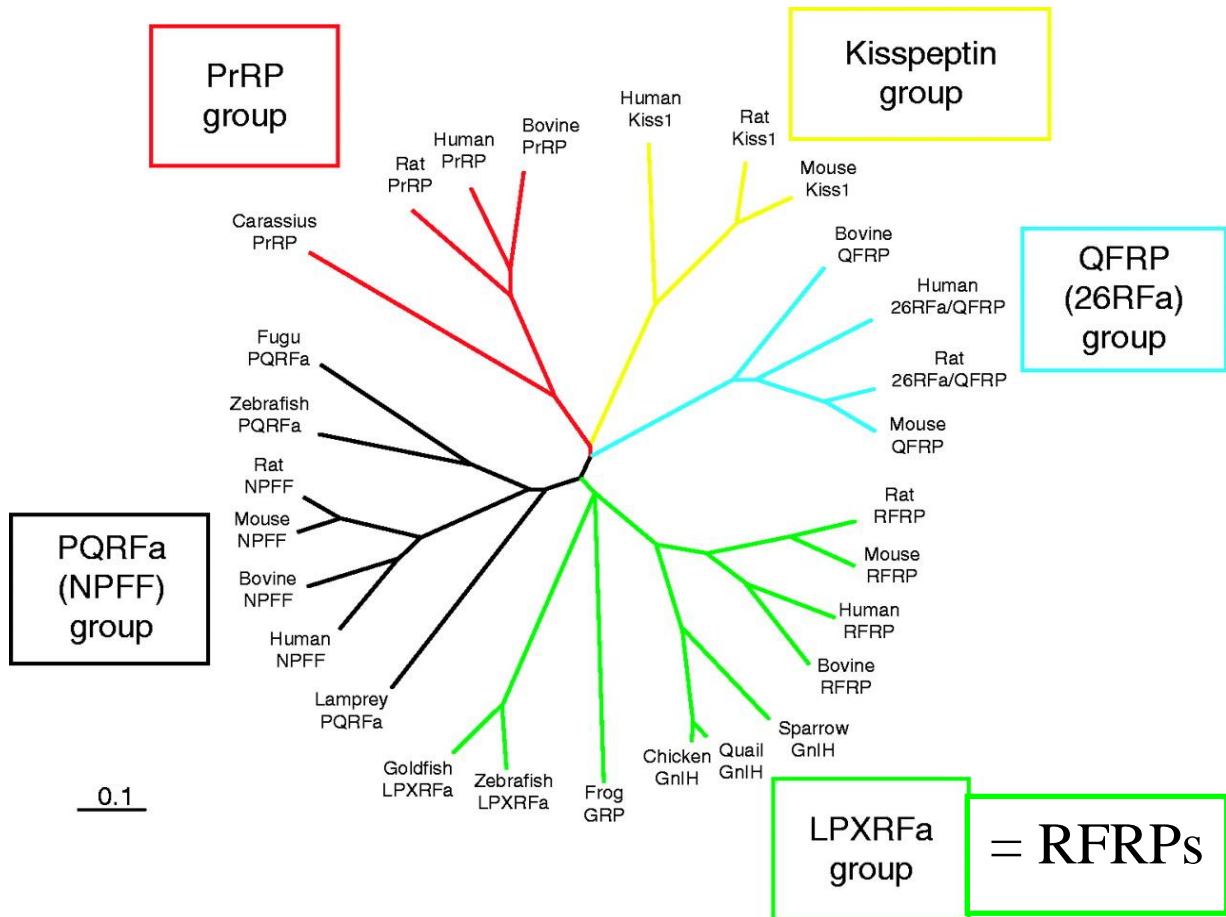 PrRP
group
Kisspeptin
group
Human
Kiss1
Rat
Kiss1
Mouse
Kiss1
Bovine
PrRP
Human
PrRP
Rat
PrRP
Carassius
PrRP
Bovine
QFRP
Human
26RFa/QFRP
Rat
26RFa/QFRP
Mouse
QFRP
QFRP
(26RFa)
group
Fugu
PQRFa
Zebrafish
PQRFa
Rat
NPFF
Mouse
NPFF
Bovine
NPFF
Human
NPFF
Lamprey
PQRFa
PQRFa
(NPFF)
group
Rat
RFRP
Mouse
RFRP
Human
RFRP
Bovine
RFRP
Sparrow
GnIH
Quail
GnIH
Chicken
GnIH
Frog
GRP
Zebrafish
LPXRFa
Goldfish
LPXRFa
0.1
LPXRFa
group
= RFRPs